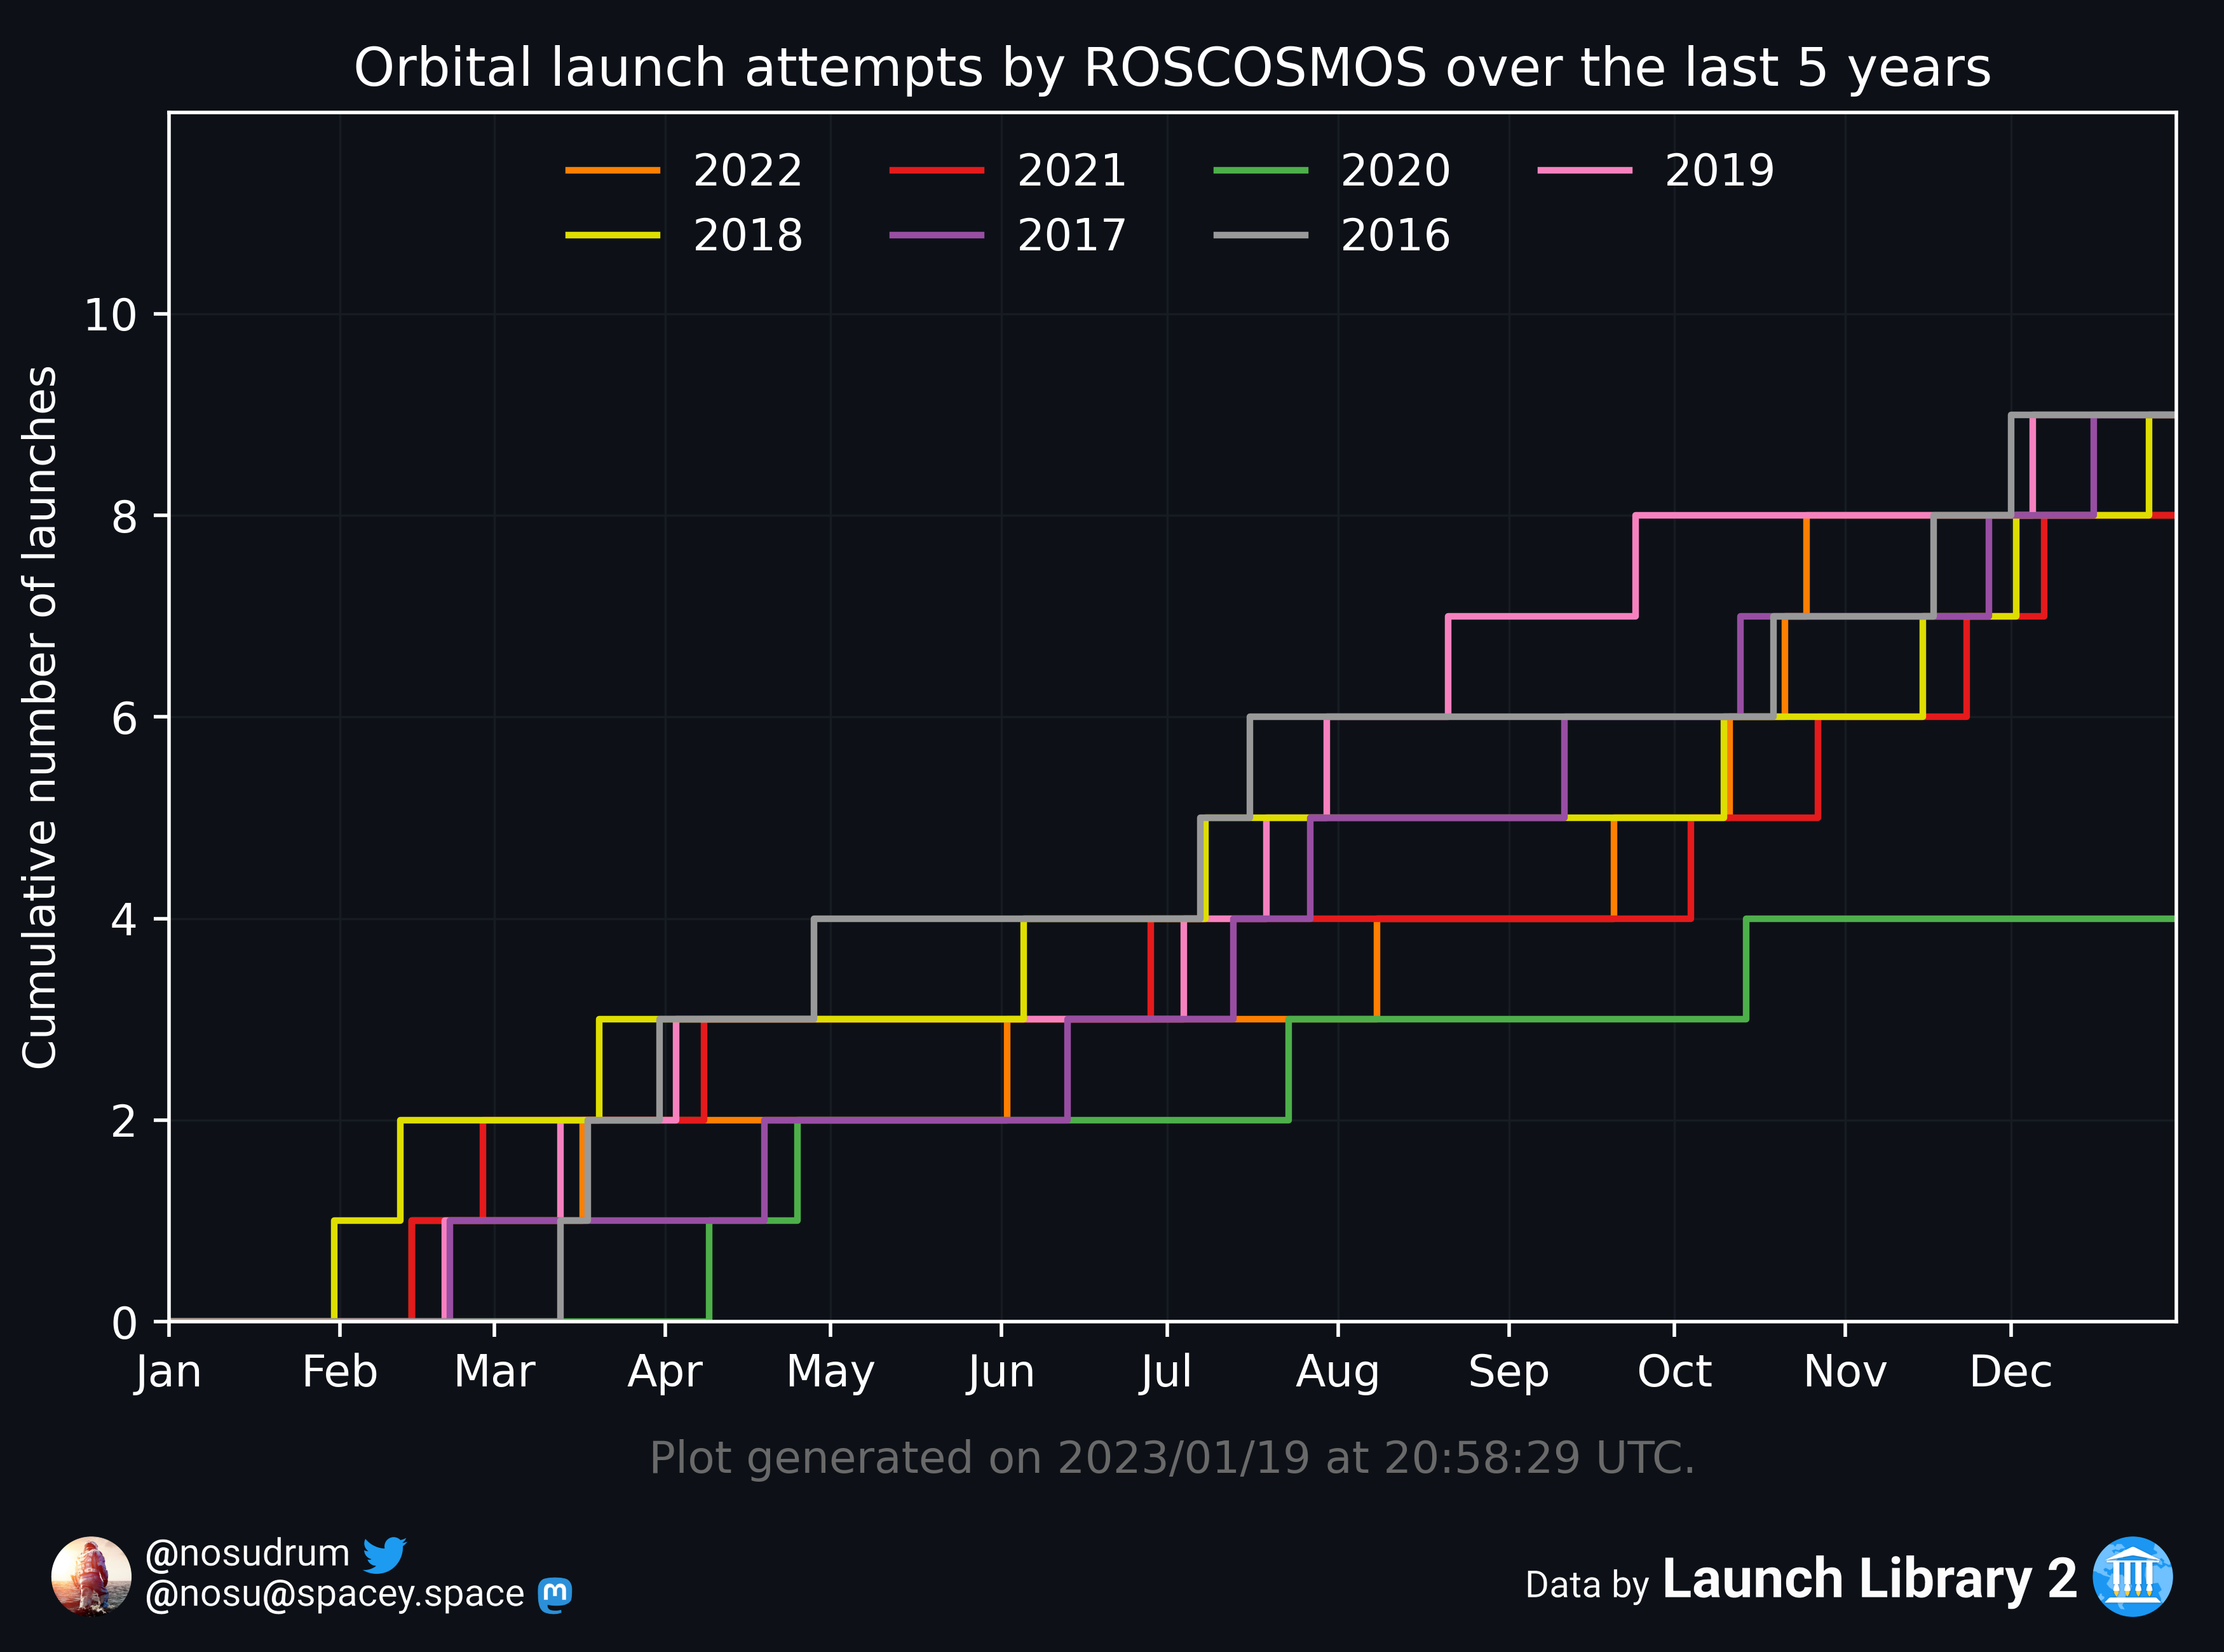 Orbital launch attempts by ROSCOSMOS over the last 5 years
2022 2021 2020 2019
2018 2017 2016
Cumulative number of launches
10
8
6
4
2
0
Jan Feb Mar Apr May Jun Jul Aug Sep Oct Nov Dec
Plot generated on 2023/01/19 at 20:58:29 UTC.
@nosudrum
@nosu@spacey.space
Data by Launch Library 2